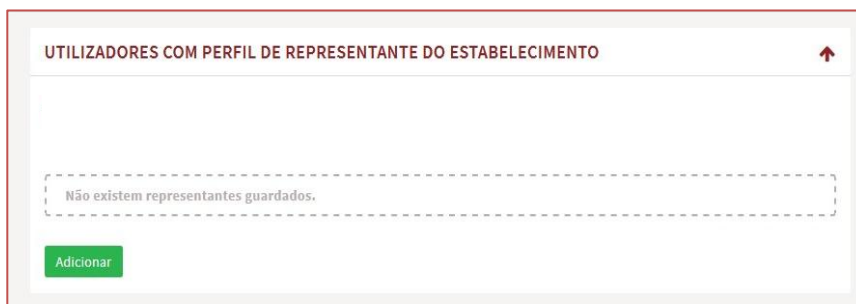 UTILIZADORES COM PERFIL DE REPRESENTANTE DO ESTABELECIMENTO
Não existem representantes guardados.
Adicionar